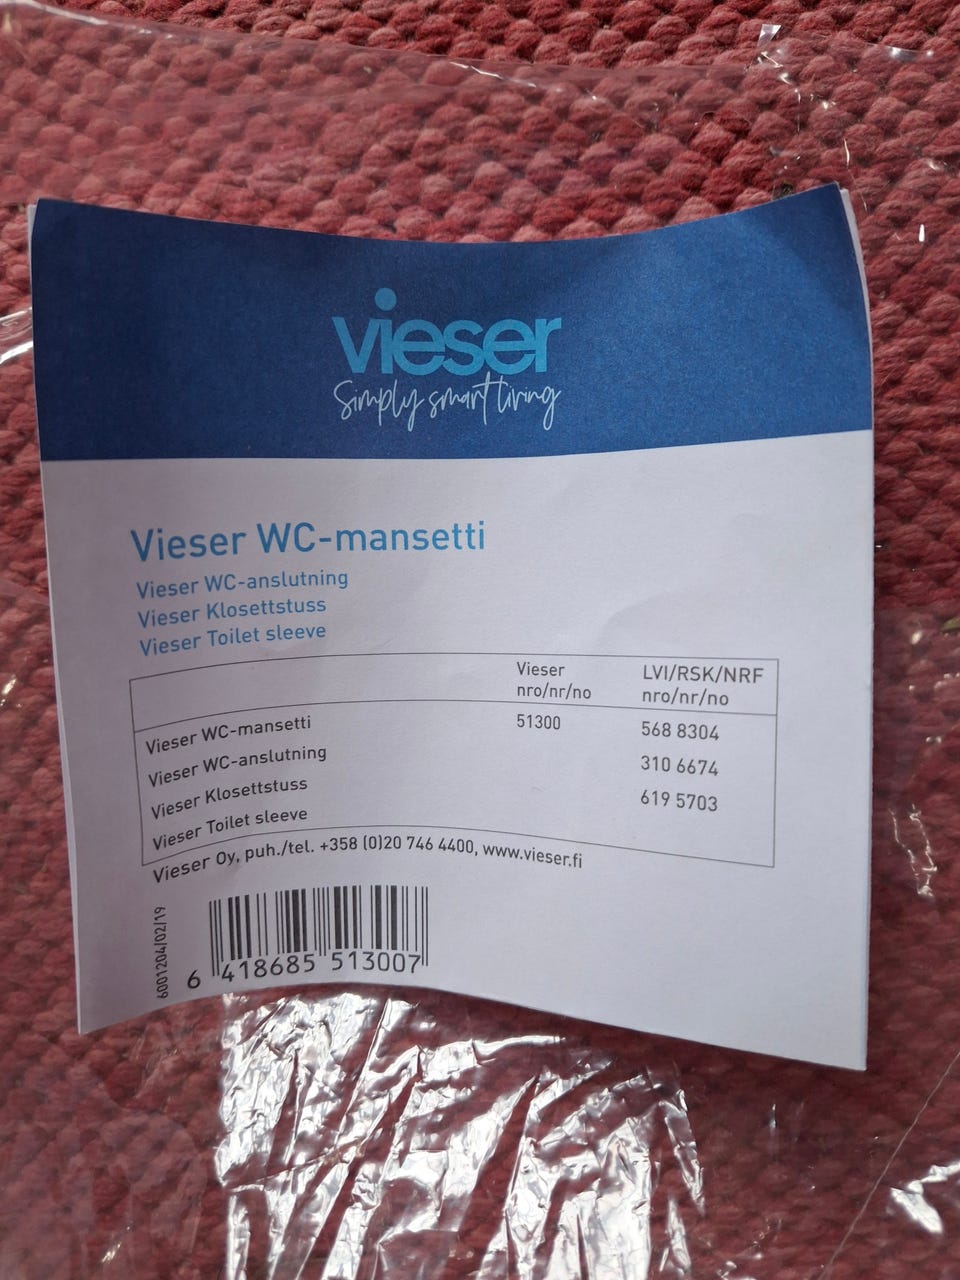 vieser
Simply smart living
Vieser WC-mansetti
Vieser WC-anslutning
Vieser Klosettstuss
Vieser Toilet sleeve
Vieser LVI/RSK/NRF
nro/nr/no nro/nr/no
Vieser WC-mansetti 51300 568 8304
Vieser WC-anslutning 310 6674
Vieser Klosettstuss 619 5703
Vieser Toilet sleeve
Vieser Oy, puh./tel. +358 (0)20 746 4400, www.vieser.fi
6001204/02/19
6 418685 513007